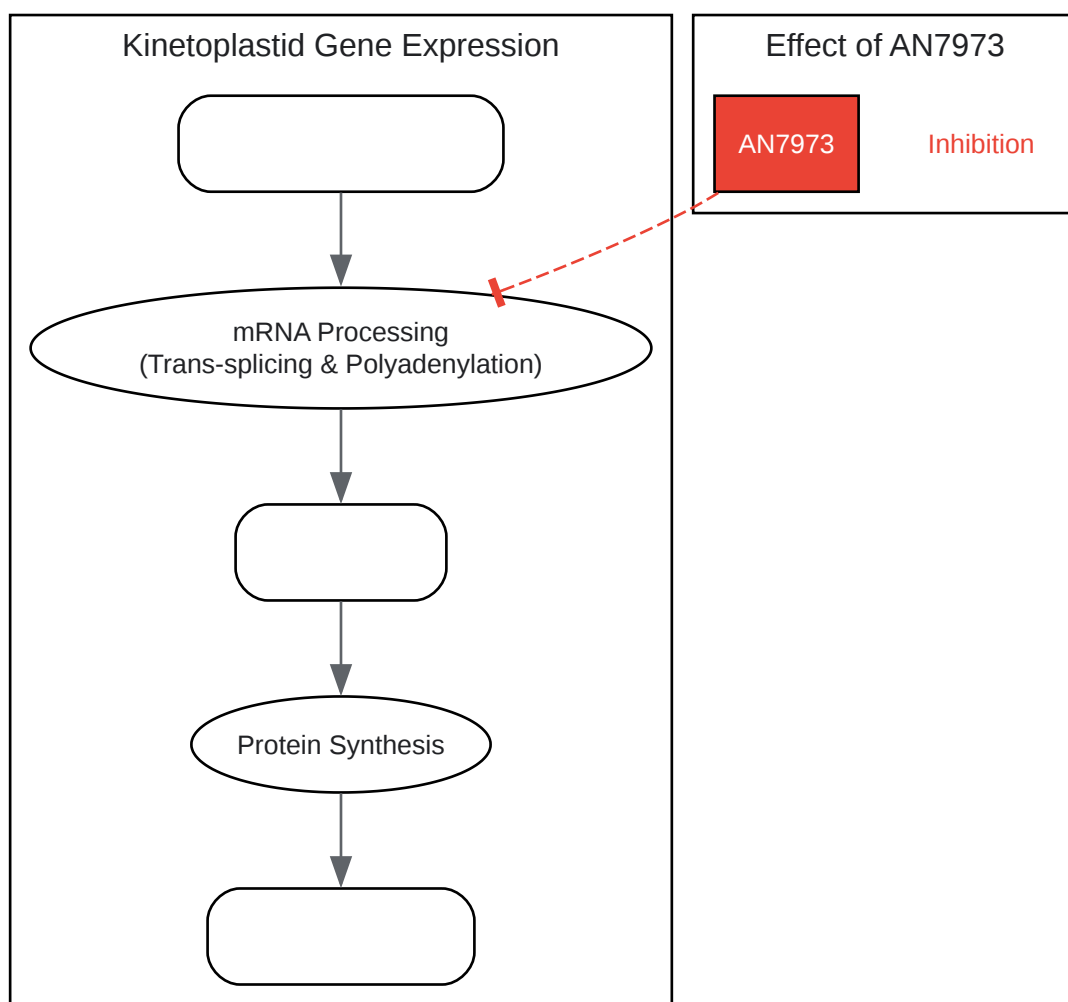 Kinetoplastid Gene Expression
Effect of AN7973
AN7973
Inhibition
mRNA Processing
(Trans-splicing & Polyadenylation)
Protein Synthesis